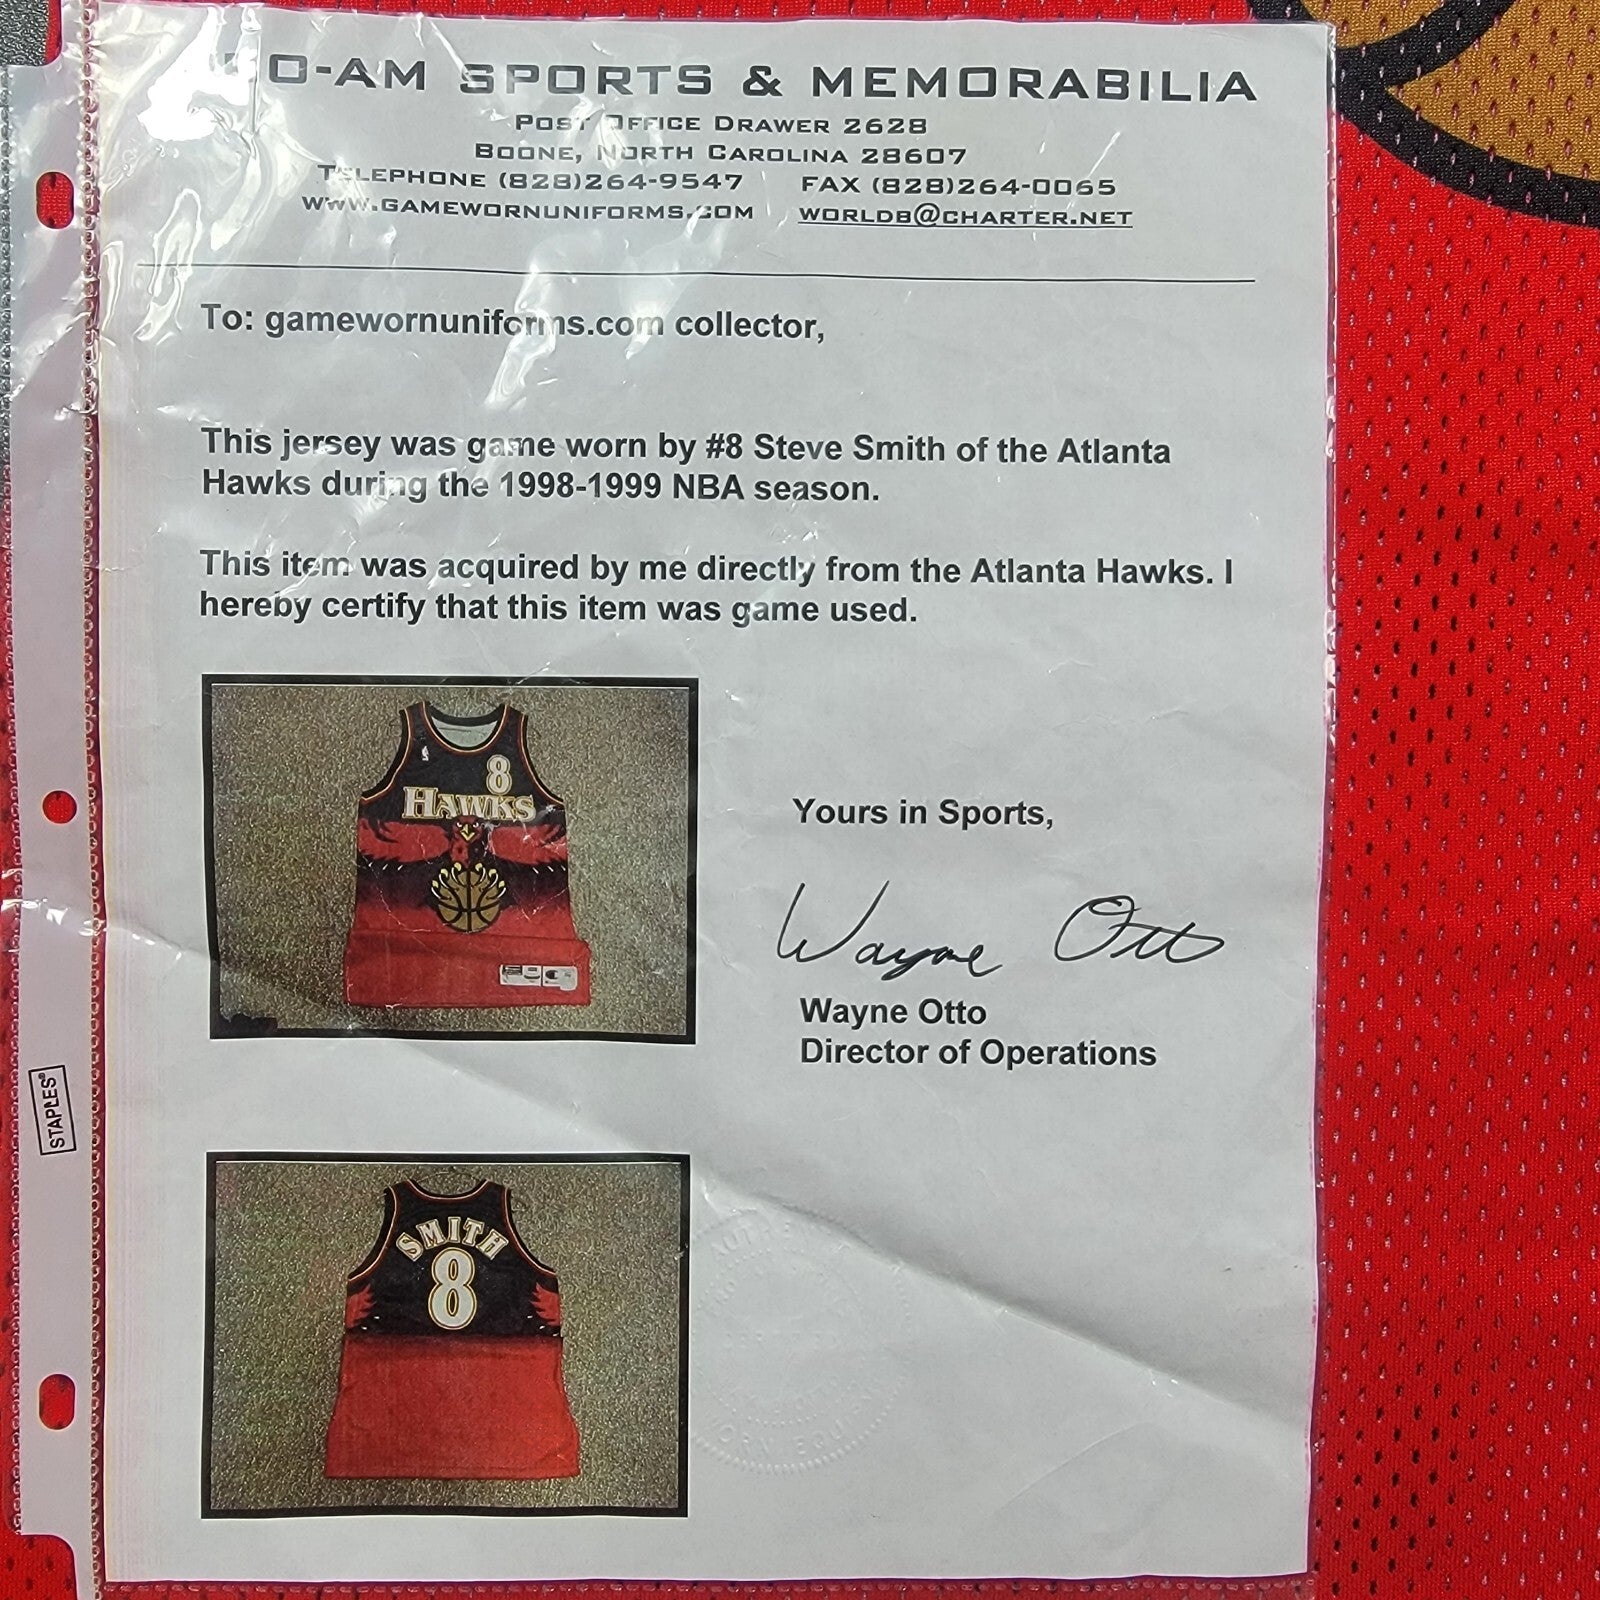 O-AM SPORTS & MEMORABILIA
POST OFFICE DRAWER 2628
BOONE, NORTH CAROLINA 28607
TELEPHONE (828)264-9547 FAX (828)264-0065
WWW.GAMEWORNUNIFORMS.COM WORLDB@CHARTER.NET
To: gamewornuniforms.com collector,
This jersey was game worn by #8 Steve Smith of the Atlanta
Hawks during the 1998-1999 NBA season.
This item was acquired by me directly from the Atlanta Hawks. I
hereby certify that this item was game used.
8
HAWKS
Yours in Sports,
Wayne Otto
Wayne Otto
Director of Operations
STAPLES®
SMITH
8